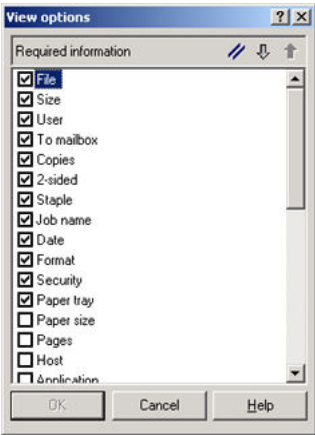 View options
Required information
File
Size
User
To mailbox
Copies
2-sided
Staple
Job name
Date
Format
Security
Paper tray
Paper size
Pages
Host
Application
OK
Cancel
Help